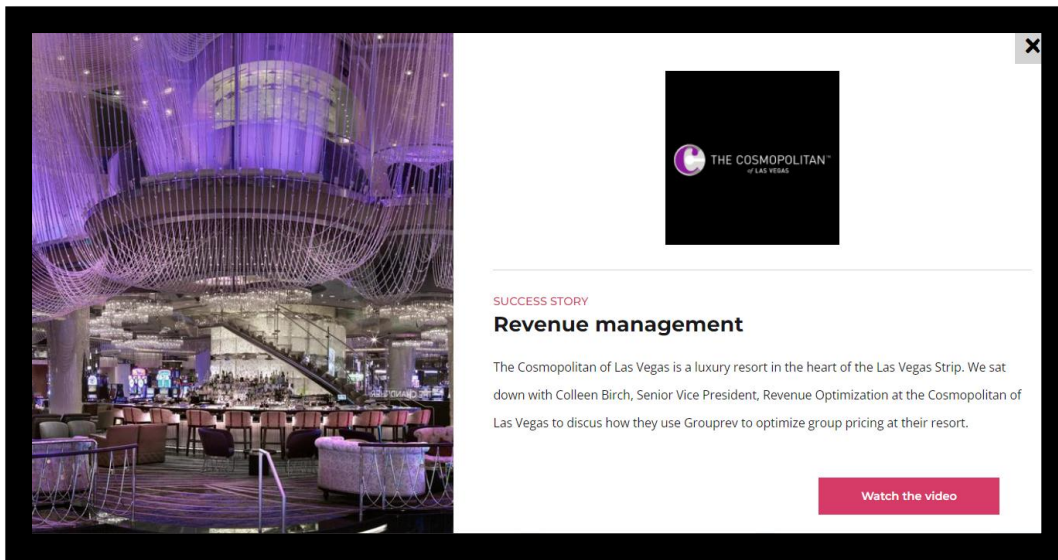 THE COSMOPOLITAN™
of LAS VEGAS
SUCCESS STORY
Revenue management
The Cosmopolitan of Las Vegas is a luxury resort in the heart of the Las Vegas Strip. We sat
down with Colleen Birch, Senior Vice President, Revenue Optimization at the Cosmopolitan of
Las Vegas to discus how they use Grouprev to optimize group pricing at their resort.
Watch the video